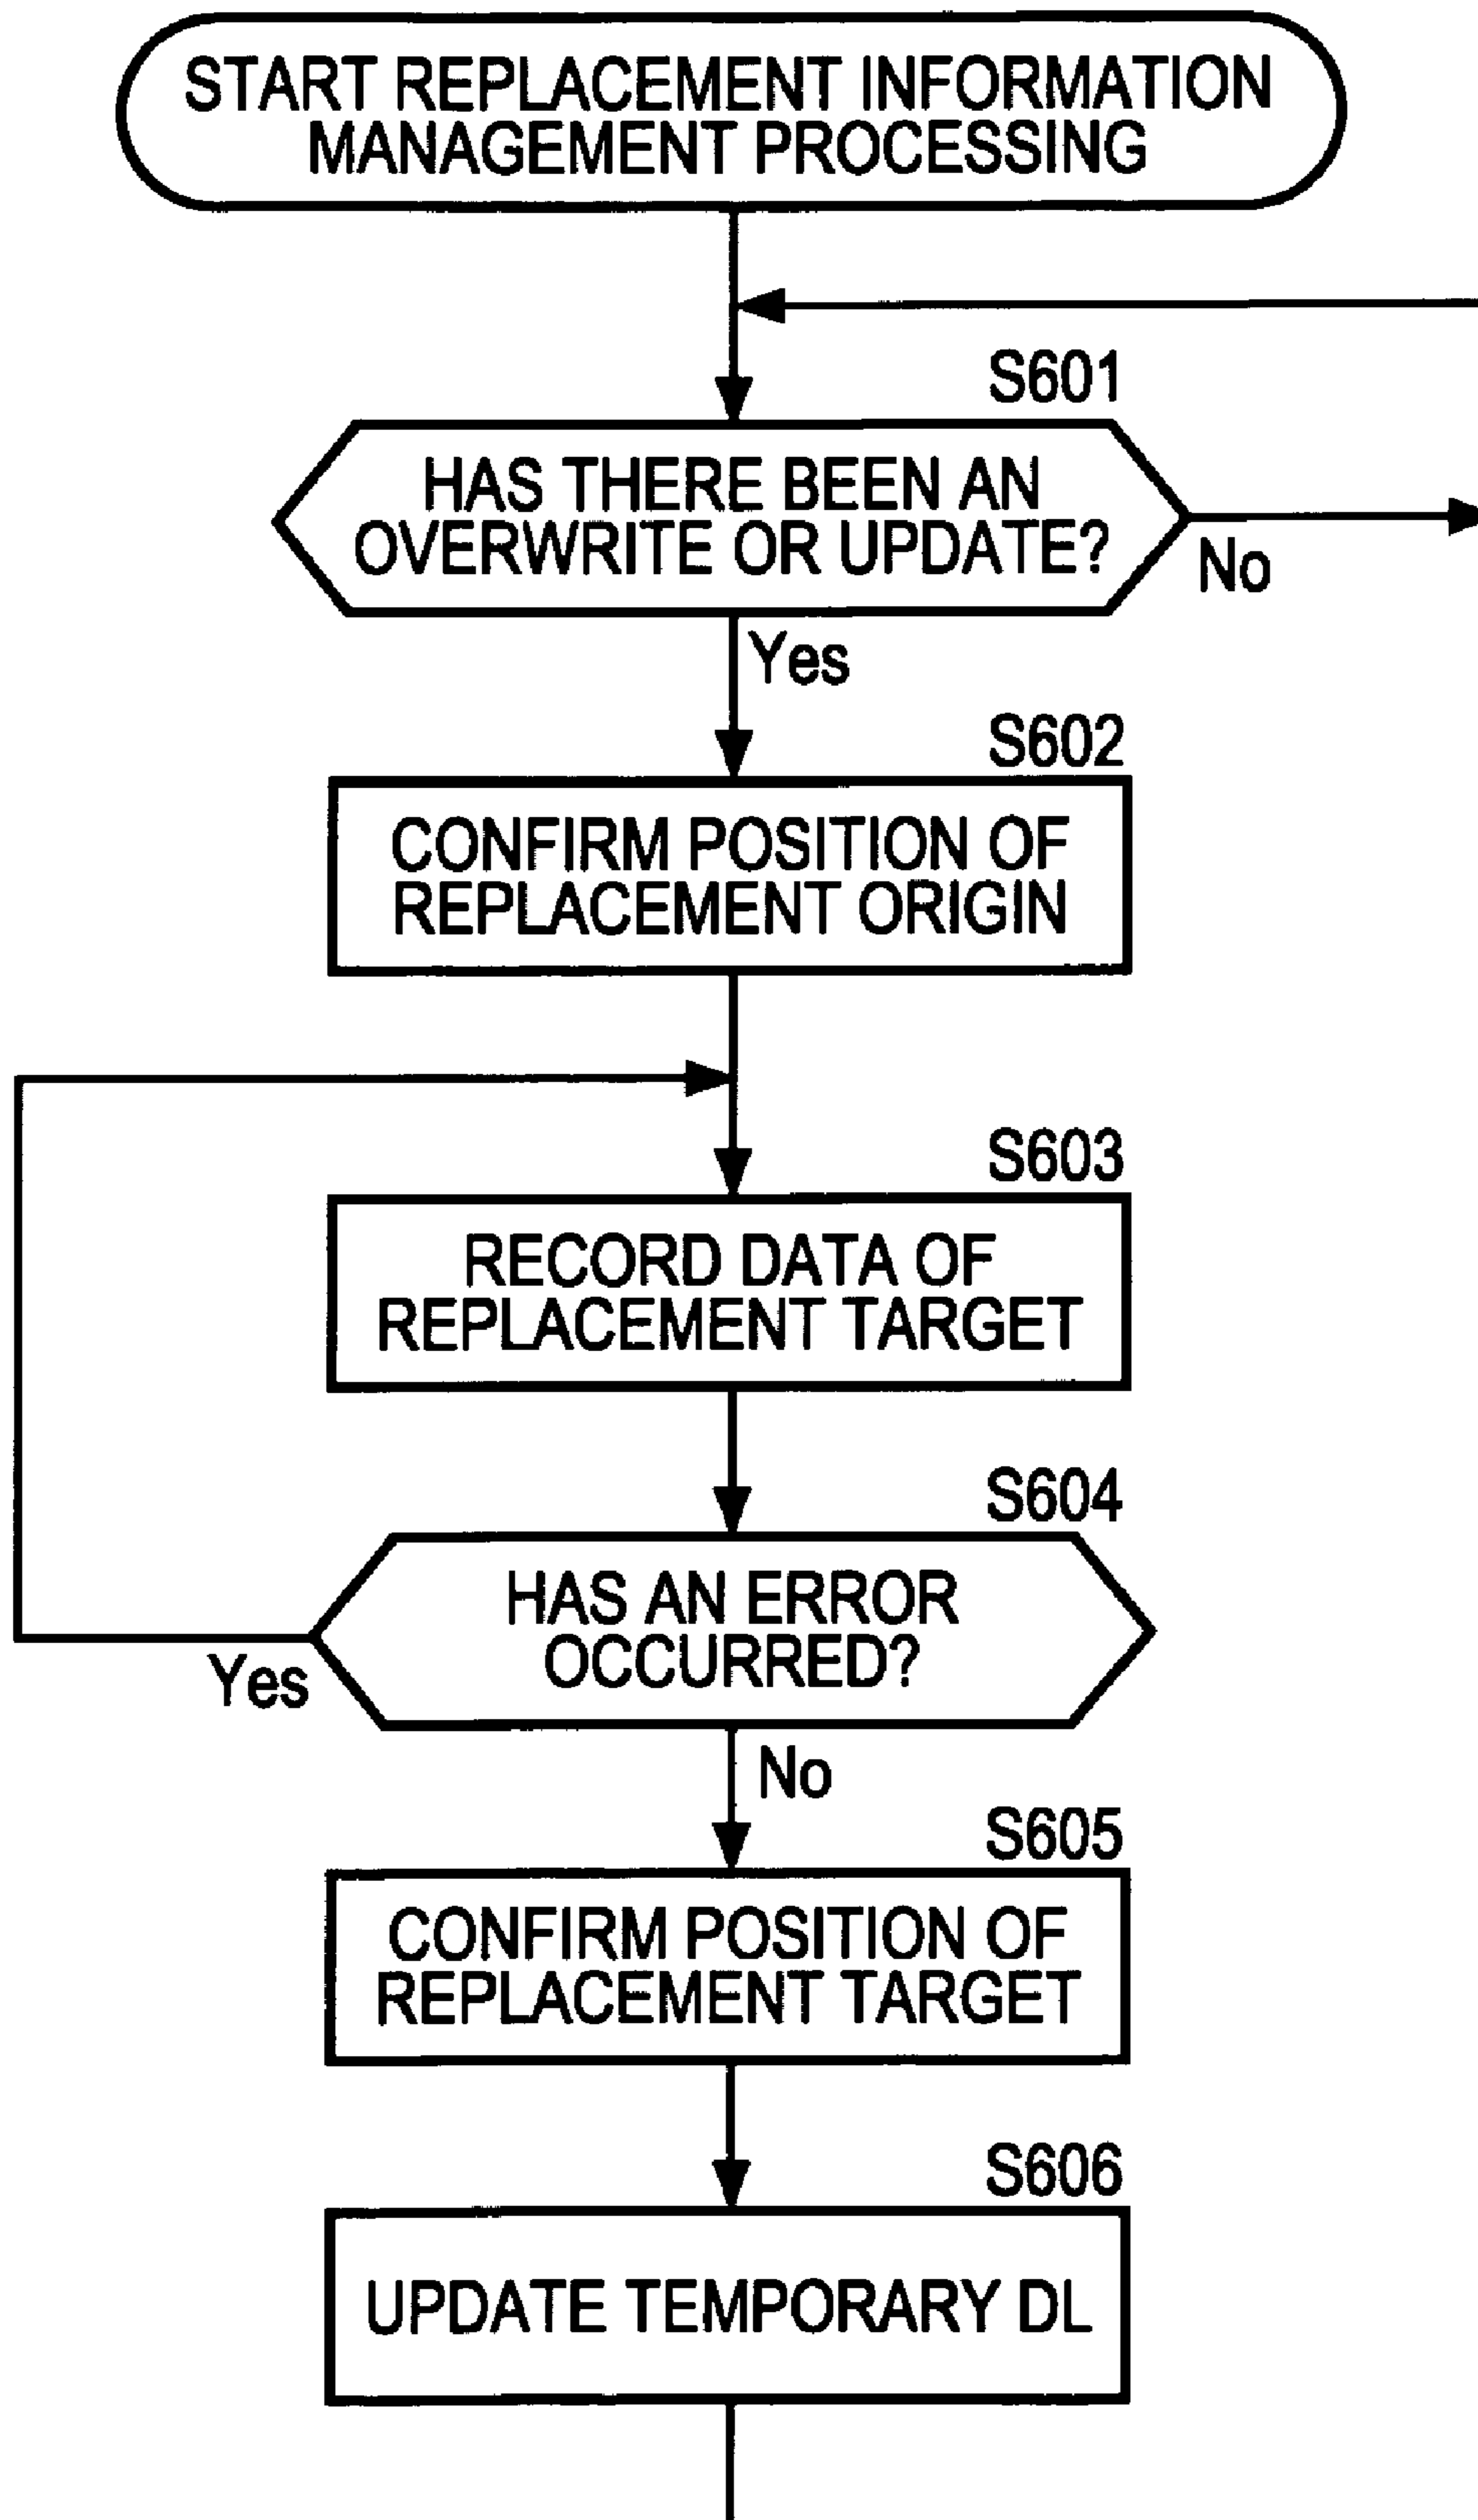 START REPLACEMENT INFORMATION
MANAGEMENT PROCESSING
S601
HAS THERE BEEN AN
OVERWRITE OR UPDATE?
No
Yes
S602
CONFIRM POSITION OF
REPLACEMENT ORIGIN
S603
RECORD DATA OF
REPLACEMENT TARGET
S604
HAS AN ERROR
OCCURRED?
Yes
No
S605
CONFIRM POSITION OF
REPLACEMENT TARGET
S606
UPDATE TEMPORARY DL